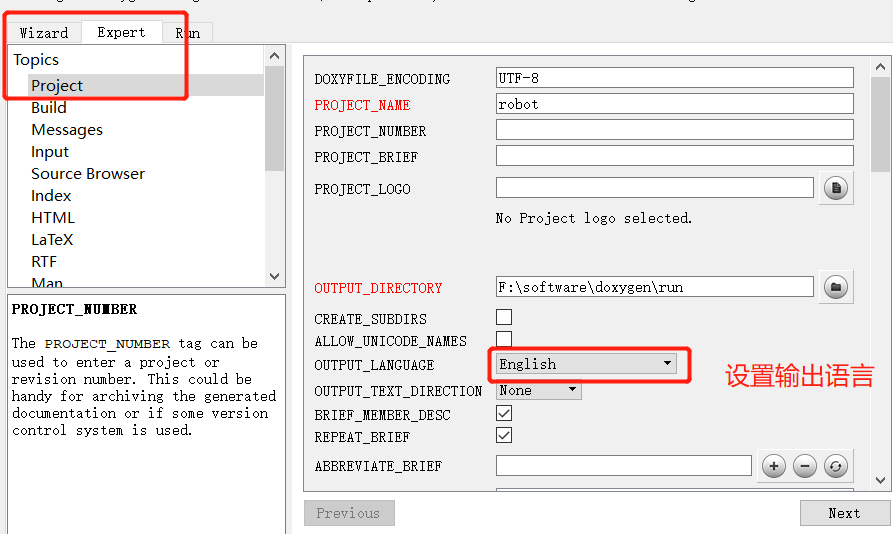 Wizard Expert Run
Topics
Project
Build
Messages
Input
Source Browser
Index
HTML
LaTeX
RTF
PROJECT_NUMBER
The PROJECT_NUMBER tag can be
used to enter a project or
revision number. This could be
handy for archiving the generated
documentation or if some version
control system is used.
DOXYFILE_ENCODING UTF-8
PROJECT_NAME robot
PROJECT_NUMBER
PROJECT_BRIEF
PROJECT_LOGO
No Project logo selected.
OUTPUT_DIRECTORY F:\software\doxygen\run
CREATE_SUBDIRS
ALLOW_UNICODE_NAMES
OUTPUT_LANGUAGE English
设置输出语言
OUTPUT_TEXT_DIRECTION None
BRIEF_MEMBER_DESC
REPEAT_BRIEF
ABBREVIATE_BRIEF
Previous Next